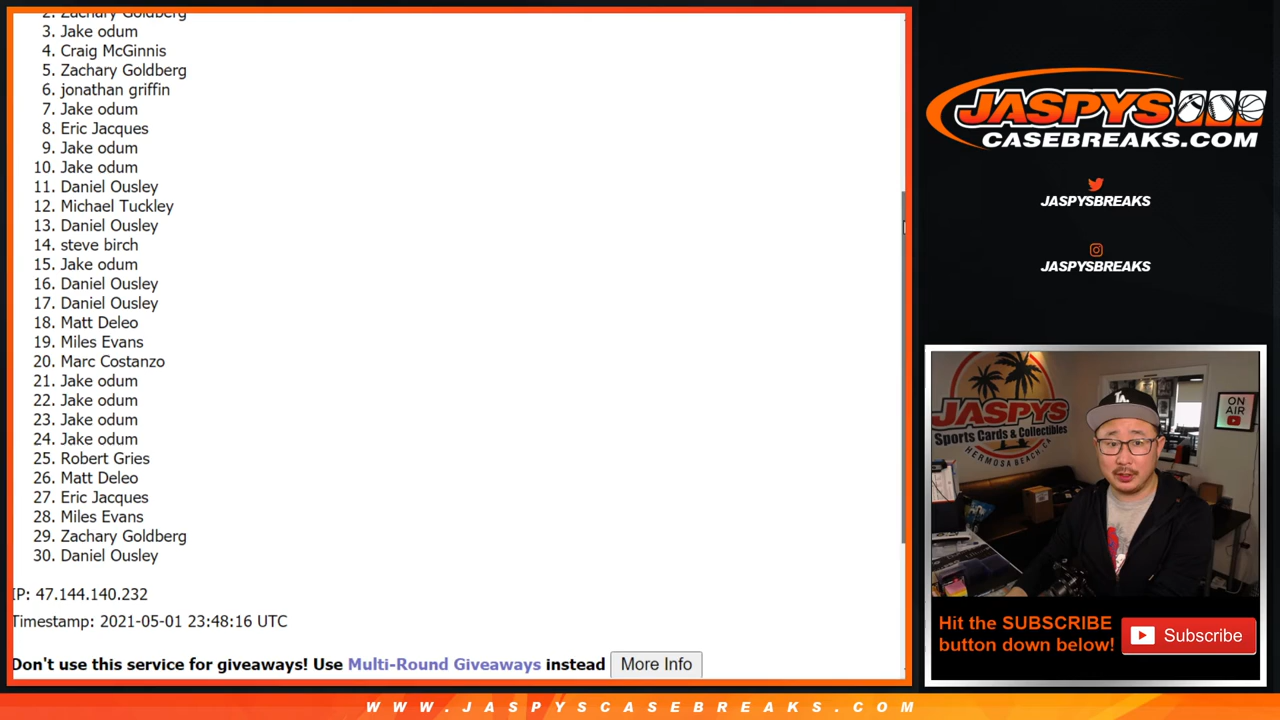 2. Zachary Goldberg
3. Jake odum
4. Craig McGinnis
5. Zachary Goldberg
6. jonathan griffin
7. Jake odum
8. Eric Jacques
9. Jake odum
10. Jake odum
11. Daniel Ousley
12. Michael Tuckley
13. Daniel Ousley
14. steve birch
15. Jake odum
16. Daniel Ousley
17. Daniel Ousley
18. Matt Deleo
19. Miles Evans
20. Marc Costanzo
21. Jake odum
22. Jake odum
23. Jake odum
24. Jake odum
25. Robert Gries
26. Matt Deleo
27. Eric Jacques
28. Miles Evans
29. Zachary Goldberg
30. Daniel Ousley
IP: 47.144.140.232
Timestamp: 2021-05-01 23:48:16 UTC
Don't use this service for giveaways! Use Multi-Round Giveaways instead More Info
JASPYS
CASEBREAKS.COM
JASPYSBREAKS
JASPYSBREAKS
JASPYS
Sports Cards & Collectibles
HERMOSA BEACH, CA
ON
AIR
LA
Hit the SUBSCRIBE
button down below!
Subscribe
WWW.JASPYSCASEBREAKS.COM